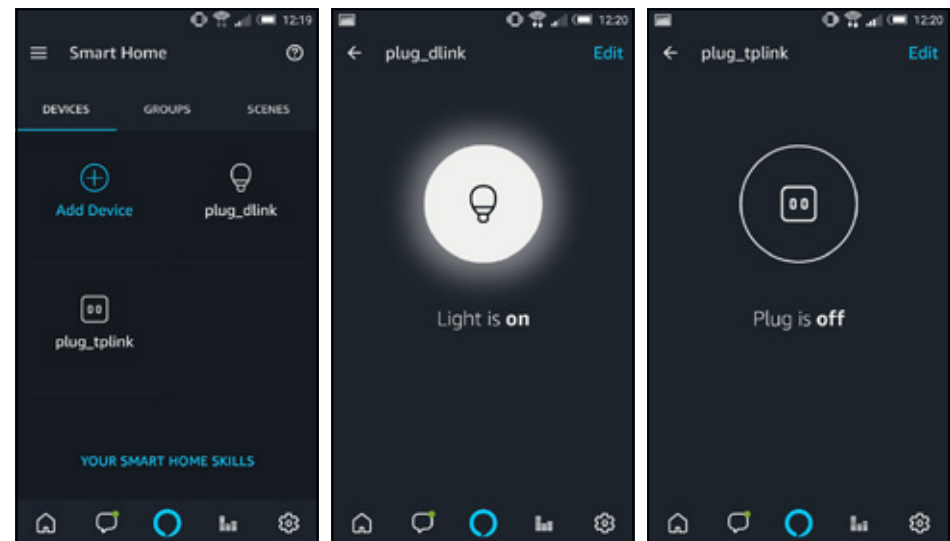 12:19
Smart Home
DEVICES GROUPS SCENES
Add Device plug_dlink
plug_tplink
YOUR SMART HOME SKILLS
12:20
plug_dlink Edit
Light is on
12:20
plug_tplink Edit
Plug is off